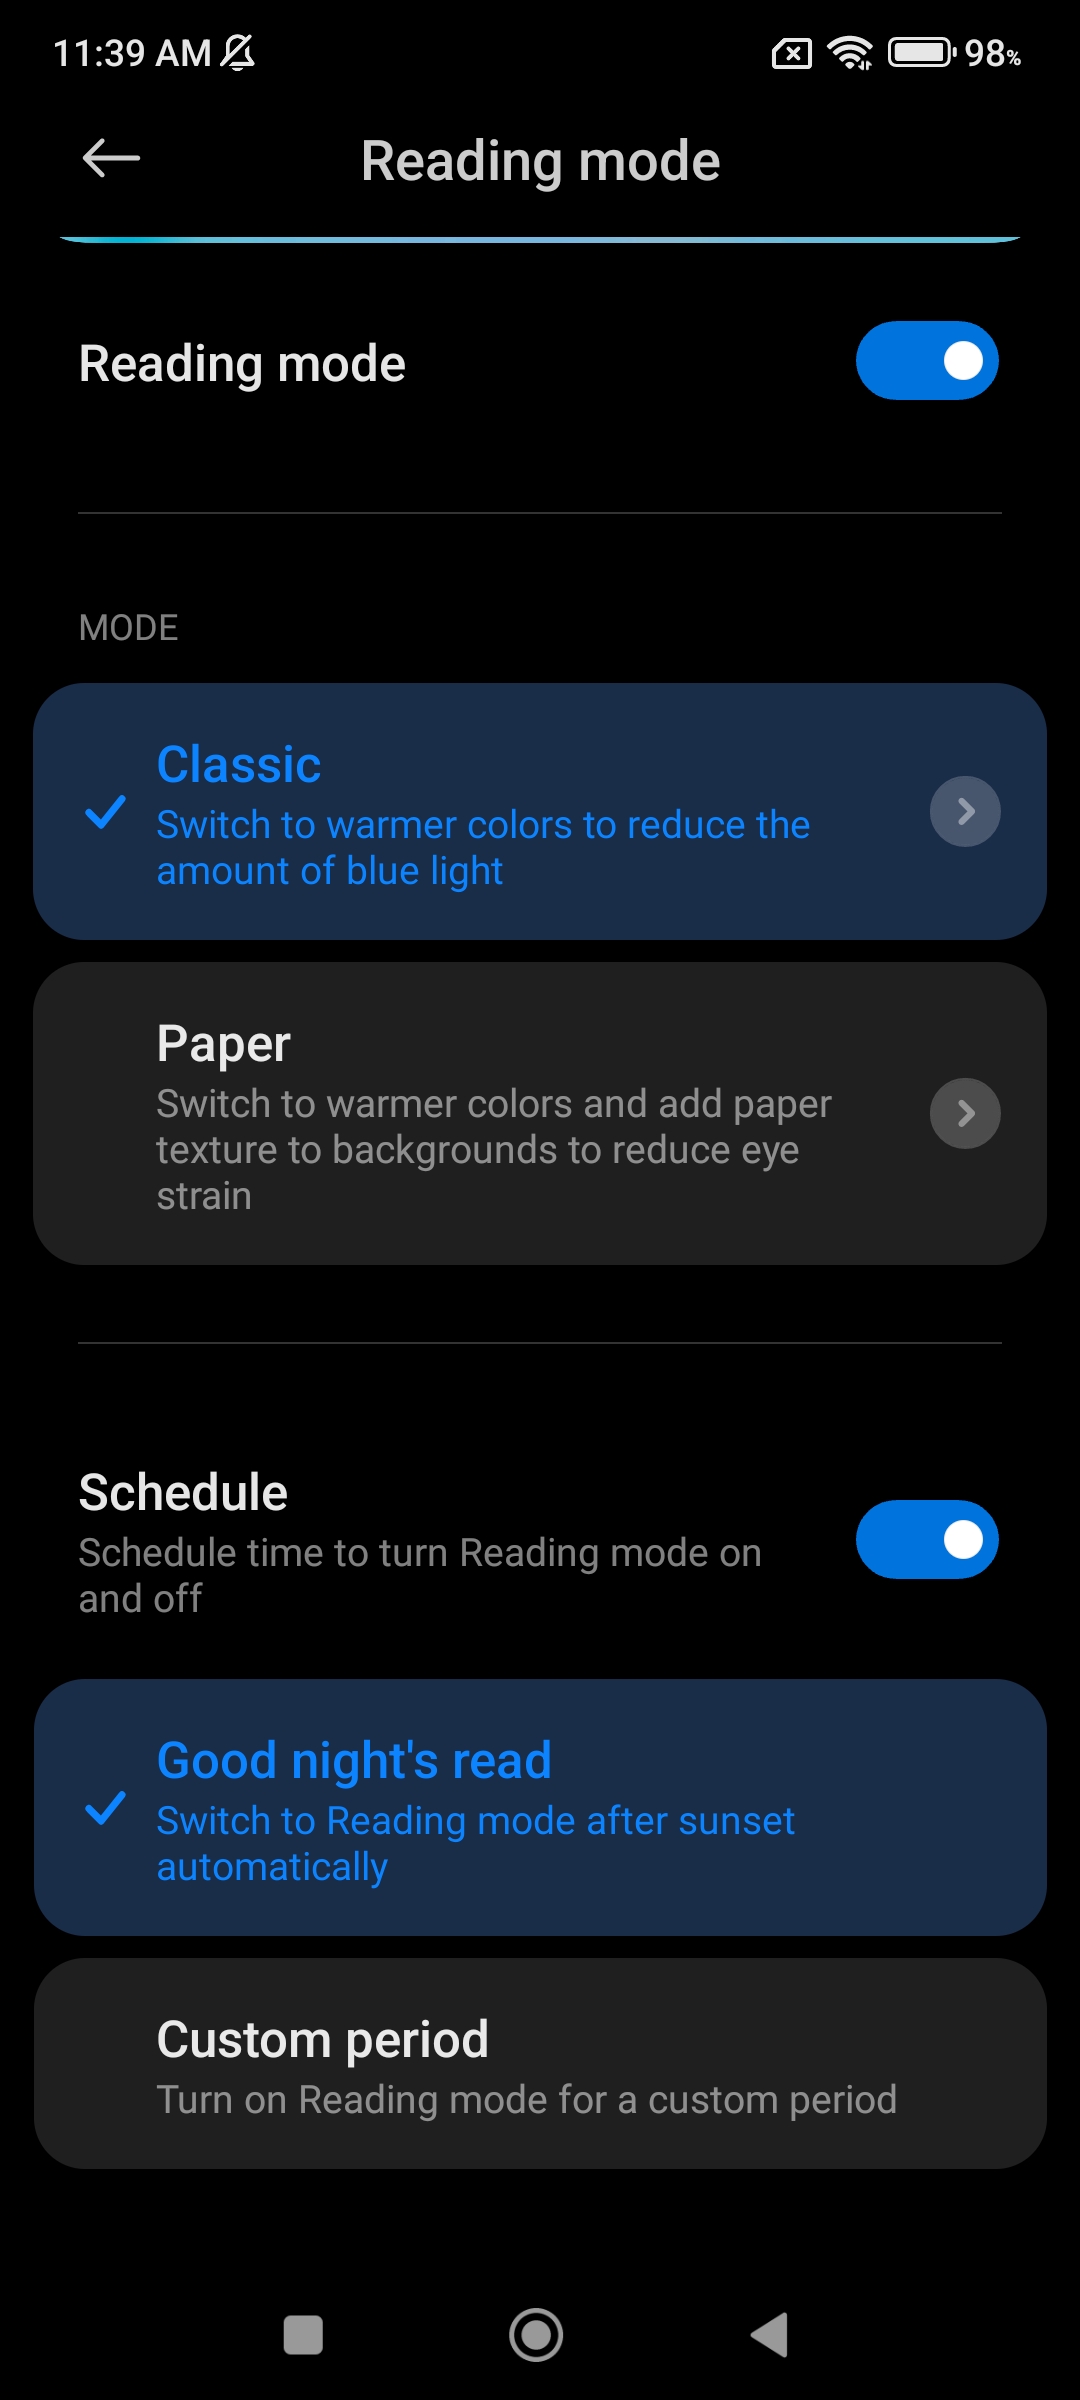 11:39 AM
98%
Reading mode
Reading mode
MODE
Classic
Switch to warmer colors to reduce the
amount of blue light
Paper
Switch to warmer colors and add paper
texture to backgrounds to reduce eye
strain
Schedule
Schedule time to turn Reading mode on
and off
Good night's read
Switch to Reading mode after sunset
automatically
Custom period
Turn on Reading mode for a custom period